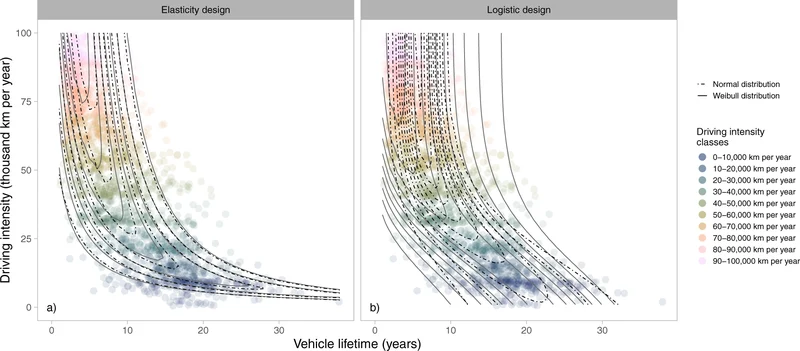 Elasticity design
Logistic design
Driving intensity (thousand km per year)
100
75
50
25
0
a)
b)
0
10
20
30
0
10
20
30
Vehicle lifetime (years)
Normal distribution
Weibull distribution
Driving intensity
classes
0–10,000 km per year
10–20,000 km per year
20–30,000 km per year
30–40,000 km per year
40–50,000 km per year
50–60,000 km per year
60–70,000 km per year
70–80,000 km per year
80–90,000 km per year
90–100,000 km per year